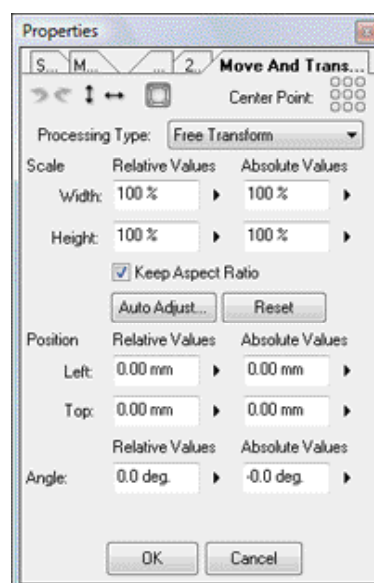 Properties
S... M... ... 2.. Move And Trans...
Center Point:
Processing Type: Free Transform
Scale Relative Values Absolute Values
Width: 100 % 100 %
Height: 100 % 100 %
Keep Aspect Ratio
Auto Adjust... Reset
Position Relative Values Absolute Values
Left: 0.00 mm 0.00 mm
Top: 0.00 mm 0.00 mm
Relative Values Absolute Values
Angle: 0.0 deg. -0.0 deg.
OK Cancel